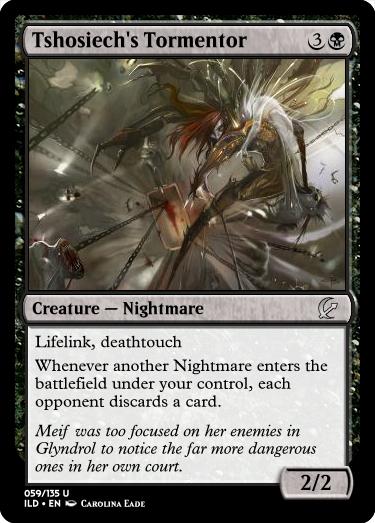 Tshosiech's Tormentor 3
Creature — Nightmare
Lifelink, deathtouch
Whenever another Nightmare enters the
battlefield under your control, each
opponent discards a card.
Meif was too focused on her enemies in
Glyndrol to notice the far more dangerous
ones in her own court.
2/2
059/135 U
ILD • EN Carolina Eade